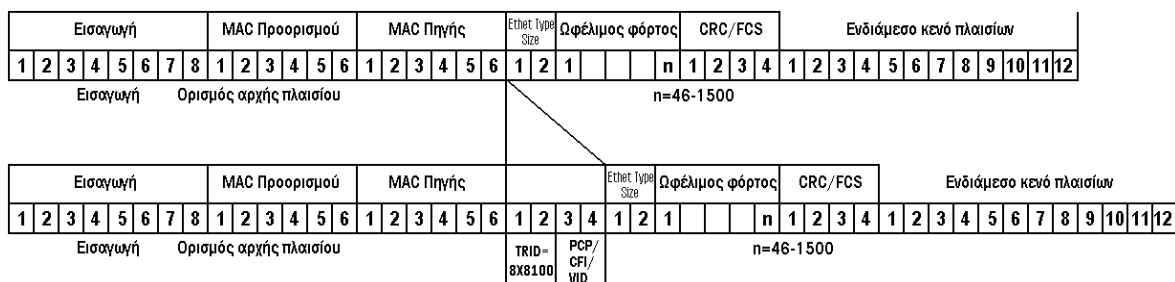 Εισαγωγή MAC Προορισμού MAC Πηγής Ethet Type Size Ωφέλιμος φόρτος CRC/FCS Ενδιάμεσο κενό πλαισίων
1 2 3 4 5 6 7 8 1 2 3 4 5 6 1 2 3 4 5 6 1 2 1 n 1 2 3 4 1 2 3 4 5 6 7 8 9 10 11 12
Εισαγωγή Ορισμός αρχής πλαισίου n=46-1500
Εισαγωγή MAC Προορισμού MAC Πηγής Ethet Type Size Ωφέλιμος φόρτος CRC/FCS Ενδιάμεσο κενό πλαισίων
1 2 3 4 5 6 7 8 1 2 3 4 5 6 1 2 3 4 5 6 1 2 3 4 1 2 1 n 1 2 3 4 1 2 3 4 5 6 7 8 9 10 11 12
Εισαγωγή Ορισμός αρχής πλαισίου n=46-1500
TRID=
8X8100
PCP/
CFI/
VID